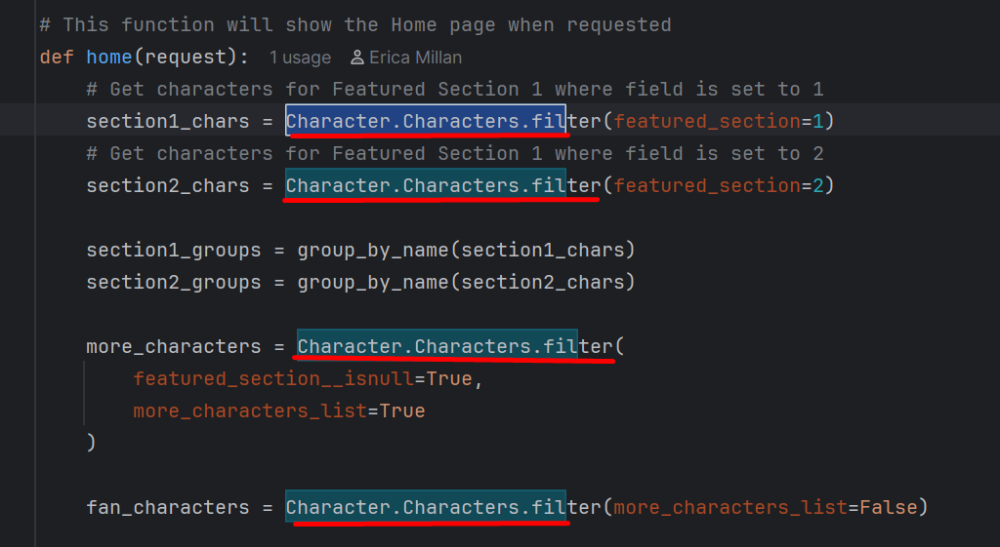 # This function will show the Home page when requested
def home(request):  1 usage  Erica Millan
    # Get characters for Featured Section 1 where field is set to 1
    section1_chars = Character.Characters.filter(featured_section=1)
    # Get characters for Featured Section 1 where field is set to 2
    section2_chars = Character.Characters.filter(featured_section=2)
    section1_groups = group_by_name(section1_chars)
    section2_groups = group_by_name(section2_chars)
    more_characters = Character.Characters.filter(
        featured_section__isnull=True,
        more_characters_list=True
    )
    fan_characters = Character.Characters.filter(more_characters_list=False)